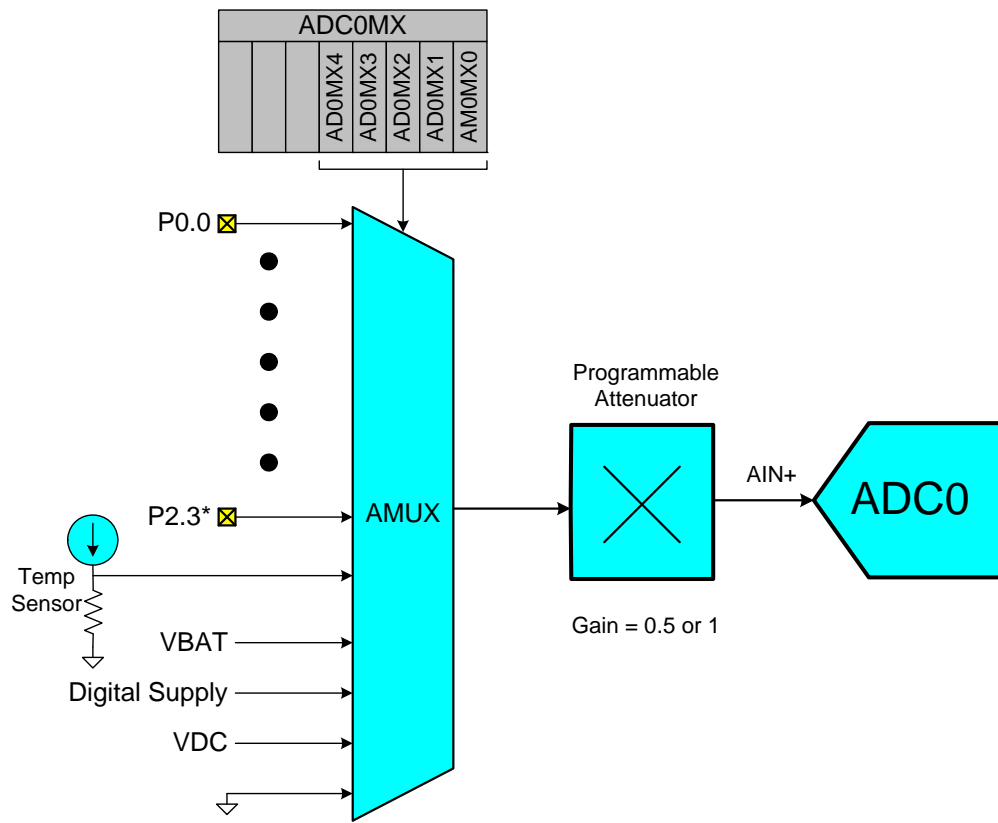 ADC0MX
AD0MX4
AD0MX3
AD0MX2
AD0MX1
AM0MX0
P0.0
P2.3*
Temp
Sensor
VBAT
Digital Supply
VDC
AMUX
Programmable
Attenuator
Gain = 0.5 or 1
AIN+
ADC0